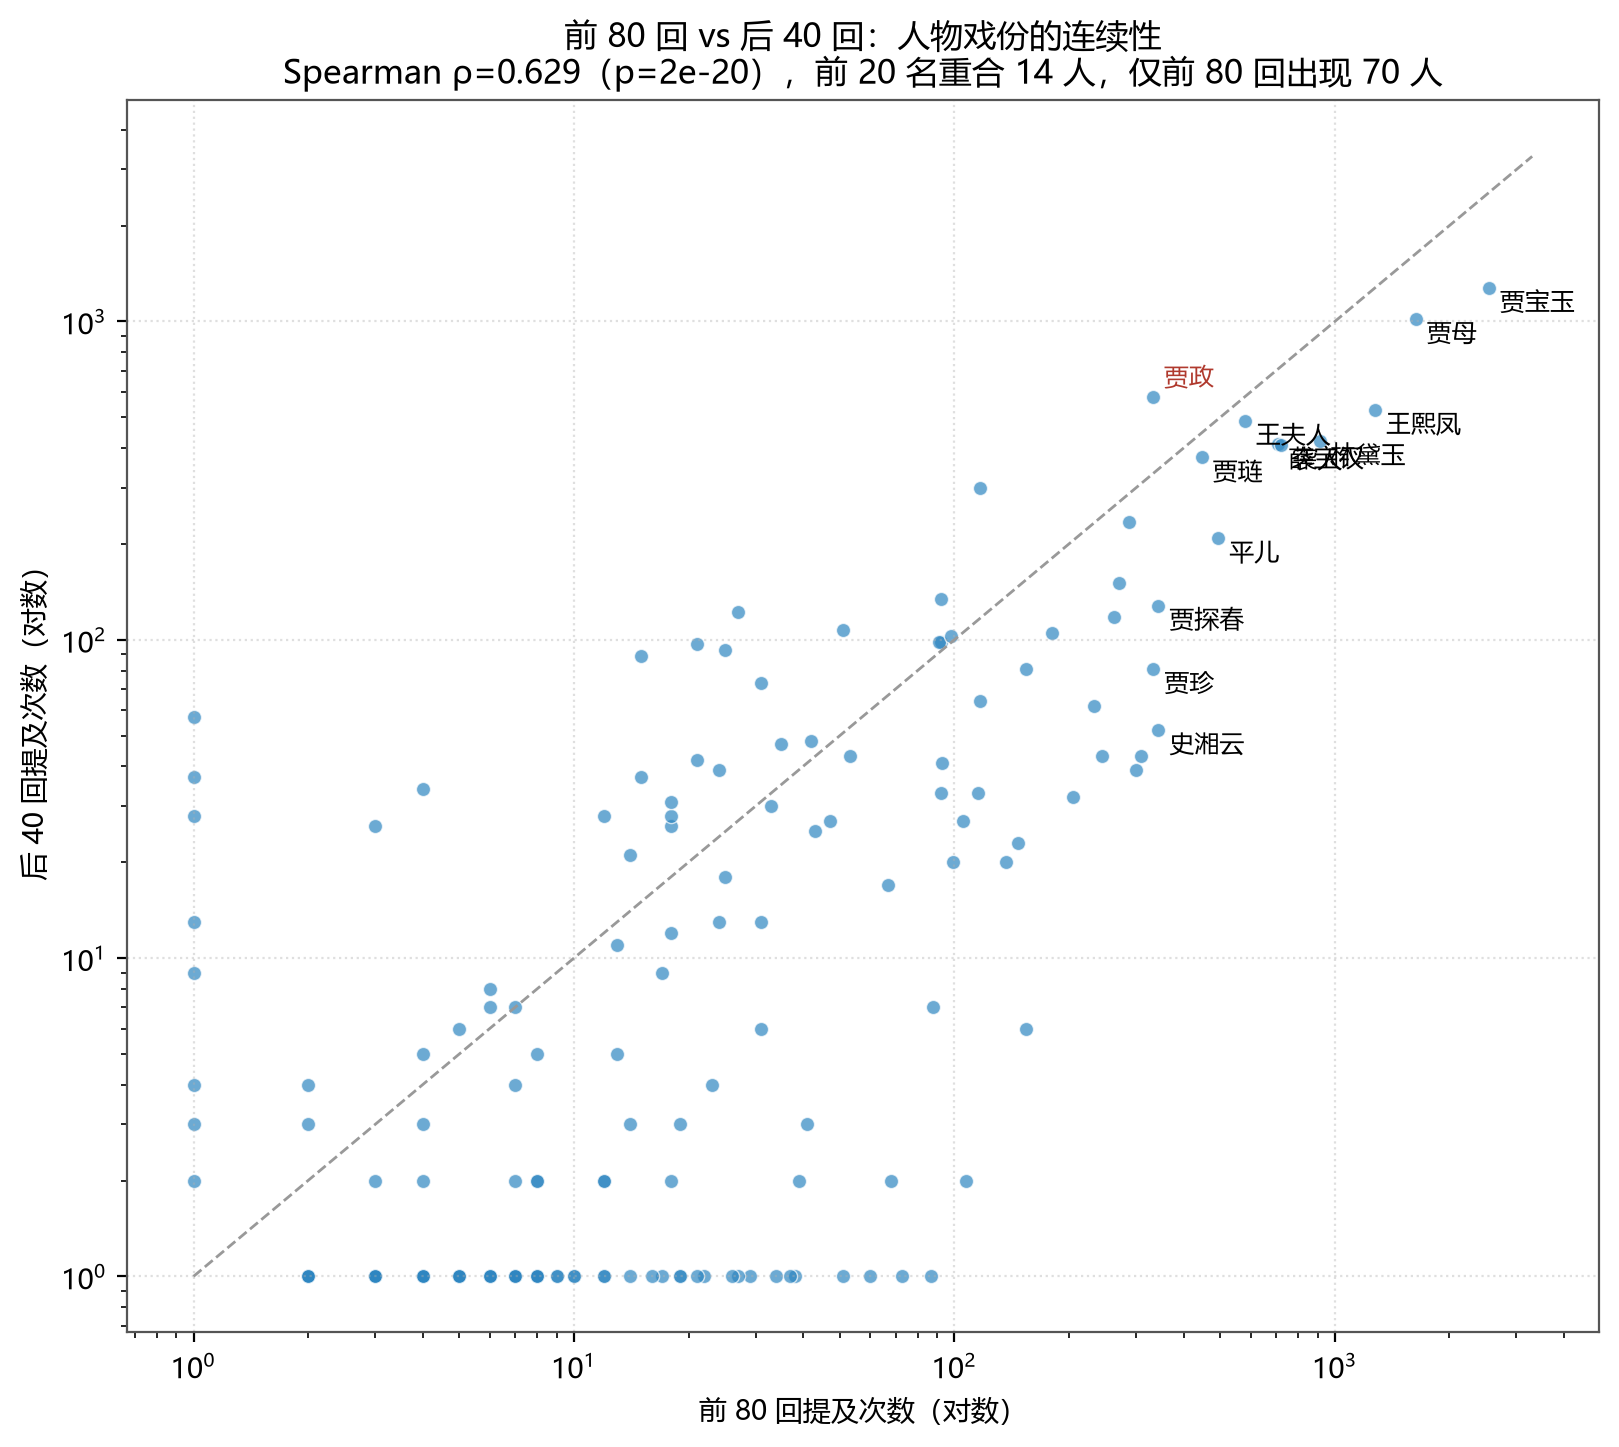 前 80 回 vs 后 40 回：人物戏份的连续性
Spearman ρ=0.629（p=2e-20），前 20 名重合 14 人，仅前 80 回出现 70 人
后 40 回提及次数（对数）
10³
10²
10¹
10⁰
贾宝玉
贾母
贾政
王熙凤
王夫人
林黛玉
贾琏
平儿
贾探春
贾珍
史湘云
10⁰ 10¹ 10² 10³
前 80 回提及次数（对数）